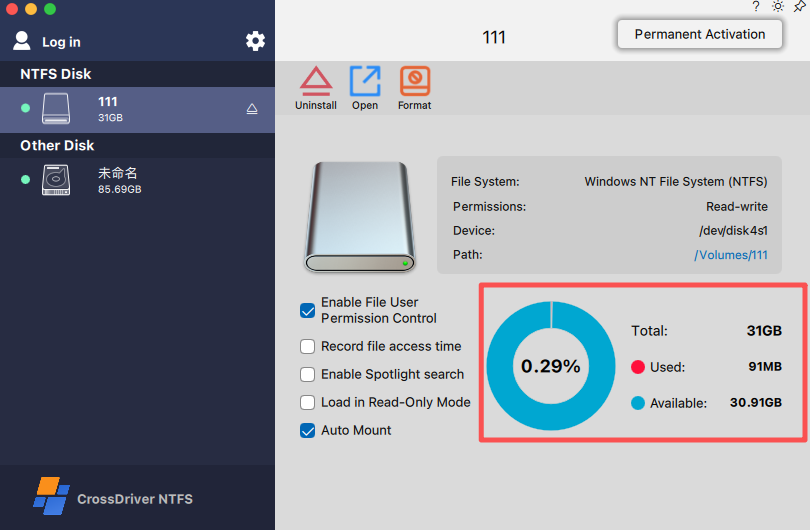 Log in
NTFS Disk
111
31GB
Other Disk
未命名
85.69GB
CrossDriver NTFS
?
111
Permanent Activation
Uninstall
Open
Format
File System:
Windows NT File System (NTFS)
Permissions:
Read-write
Device:
/dev/disk4s1
Path:
/Volumes/111
Enable File User
Permission Control
Record file access time
Enable Spotlight search
Load in Read-Only Mode
Auto Mount
0.29%
Total:
31GB
Used:
91MB
Available:
30.91GB